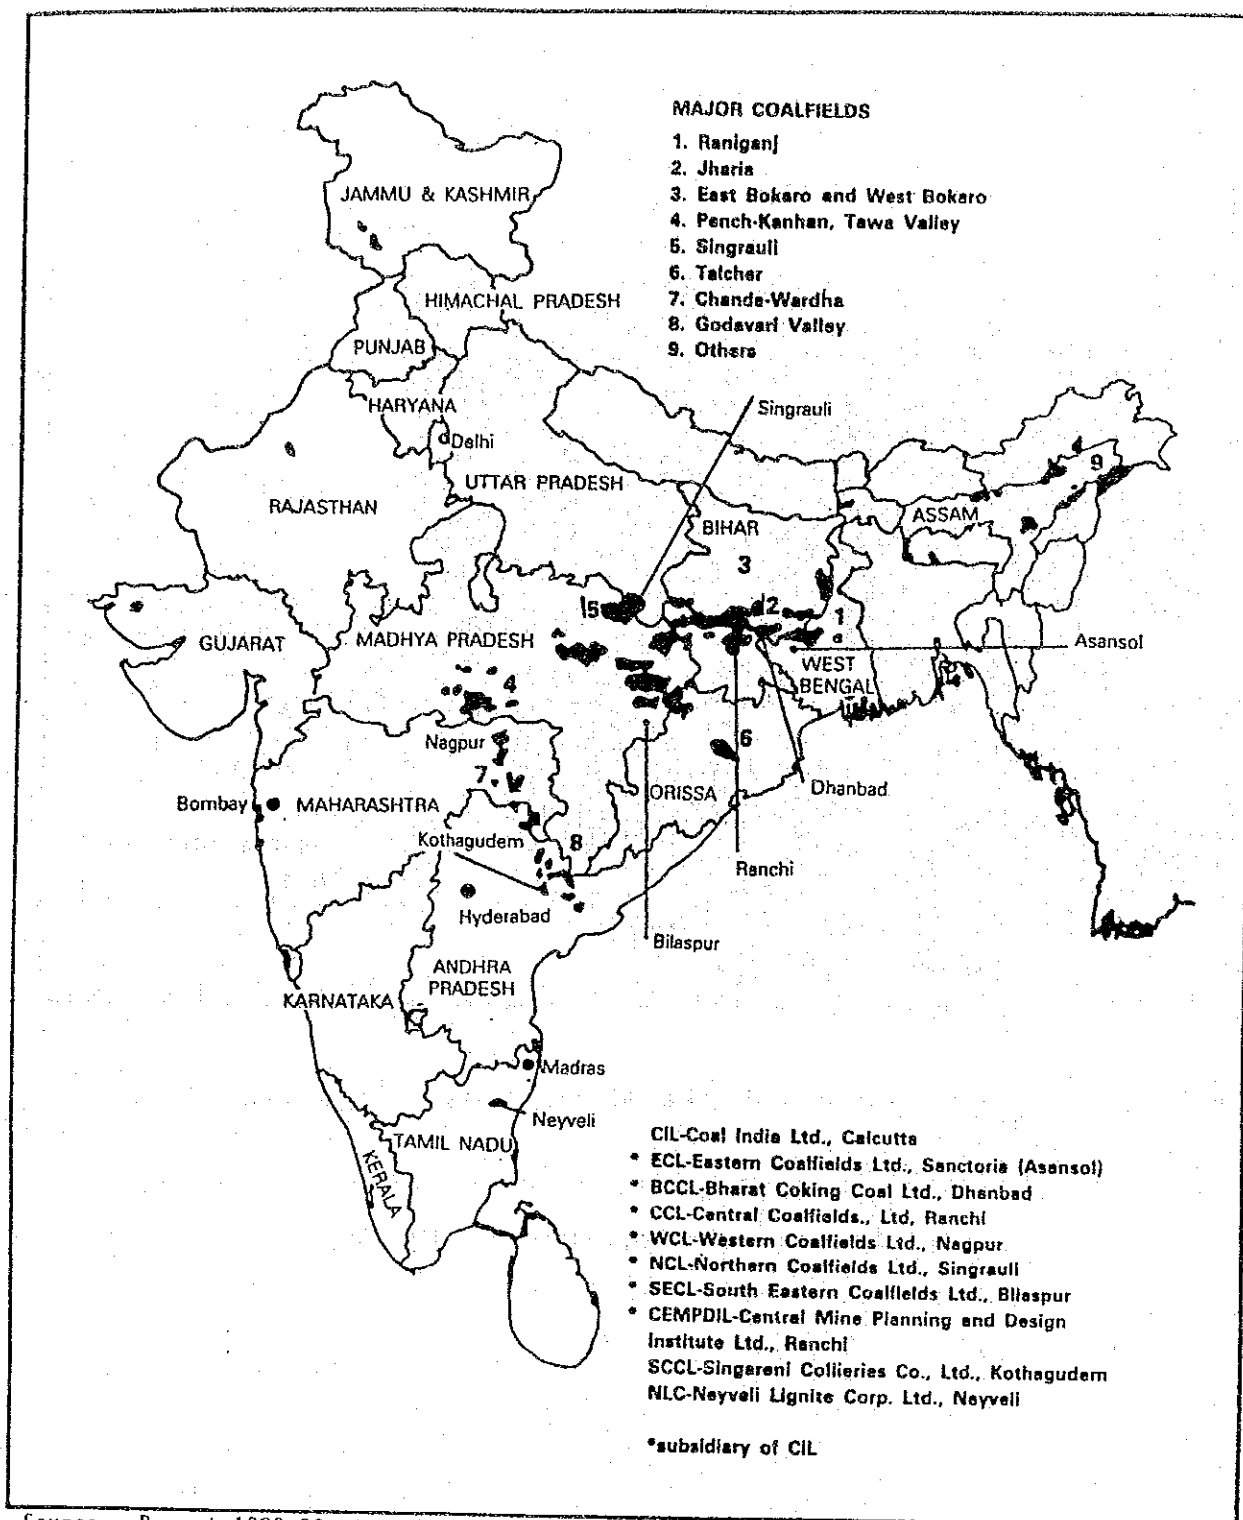 MAJOR COALFIELDS
1. Raniganj
2. Jharia
3. East Bokaro and West Bokaro
4. Pench-Kanhan, Tawa Valley
5. Singrauli
6. Talcher
7. Chanda-Wardha
8. Godavari Valley
9. Others
JAMMU & KASHMIR
HIMACHAL PRADESH
PUNJAB
HARYANA
Delhi
Singrauli
UTTAR PRADESH
RAJASTHAN
4
9
ASSAM
BIHAR
3
5
2
1
GUJARAT
MADHYA PRADESH
Asansol
WEST
BENGAL
4
Nagpur
6
7
Bombay
MAHARASHTRA
ORISSA
Dhanbad
Kothagudem
8
Ranchi
Hyderabad
Bilaspur
ANDHRA
PRADESH
KARNATAKA
Madras
Neyveli
TAMIL NADU
KERALA
CIL-Coal India Ltd., Calcutta
* ECL-Eastern Coalfields Ltd., Sanctoria (Asansol)
* BCCL-Bharat Coking Coal Ltd., Dhanbad
* CCL-Central Coalfields., Ltd, Ranchi
* WCL-Western Coalfields Ltd., Nagpur
* NCL-Northern Coalfields Ltd., Singrauli
* SECL-South Eastern Coalfields Ltd., Bilaspur
* CEMPDIL-Central Mine Planning and Design
Institute Ltd., Ranchi
SCCL-Singareni Collieries Co., Ltd., Kothagudem
NLC-Neyveli Lignite Corp. Ltd., Neyveli
*subsidiary of CIL